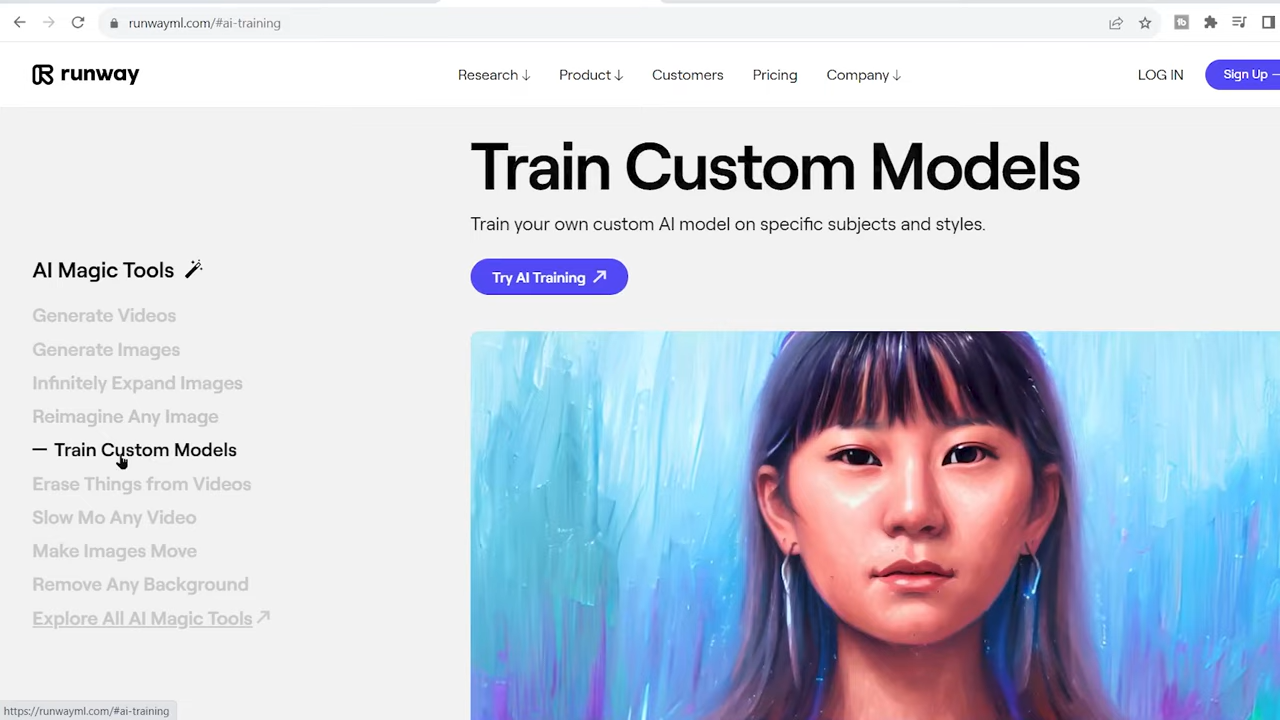 runwayml.com/#ai-training
runway
Research ↓ Product ↓ Customers Pricing Company ↓
LOG IN
Sign Up
Train Custom Models
Train your own custom AI model on specific subjects and styles.
Try AI Training ↗
AI Magic Tools
Generate Videos
Generate Images
Infinitely Expand Images
Reimagine Any Image
— Train Custom Models
Erase Things from Videos
Slow Mo Any Video
Make Images Move
Remove Any Background
Explore All AI Magic Tools ↗
https://runwayml.com/#ai-training